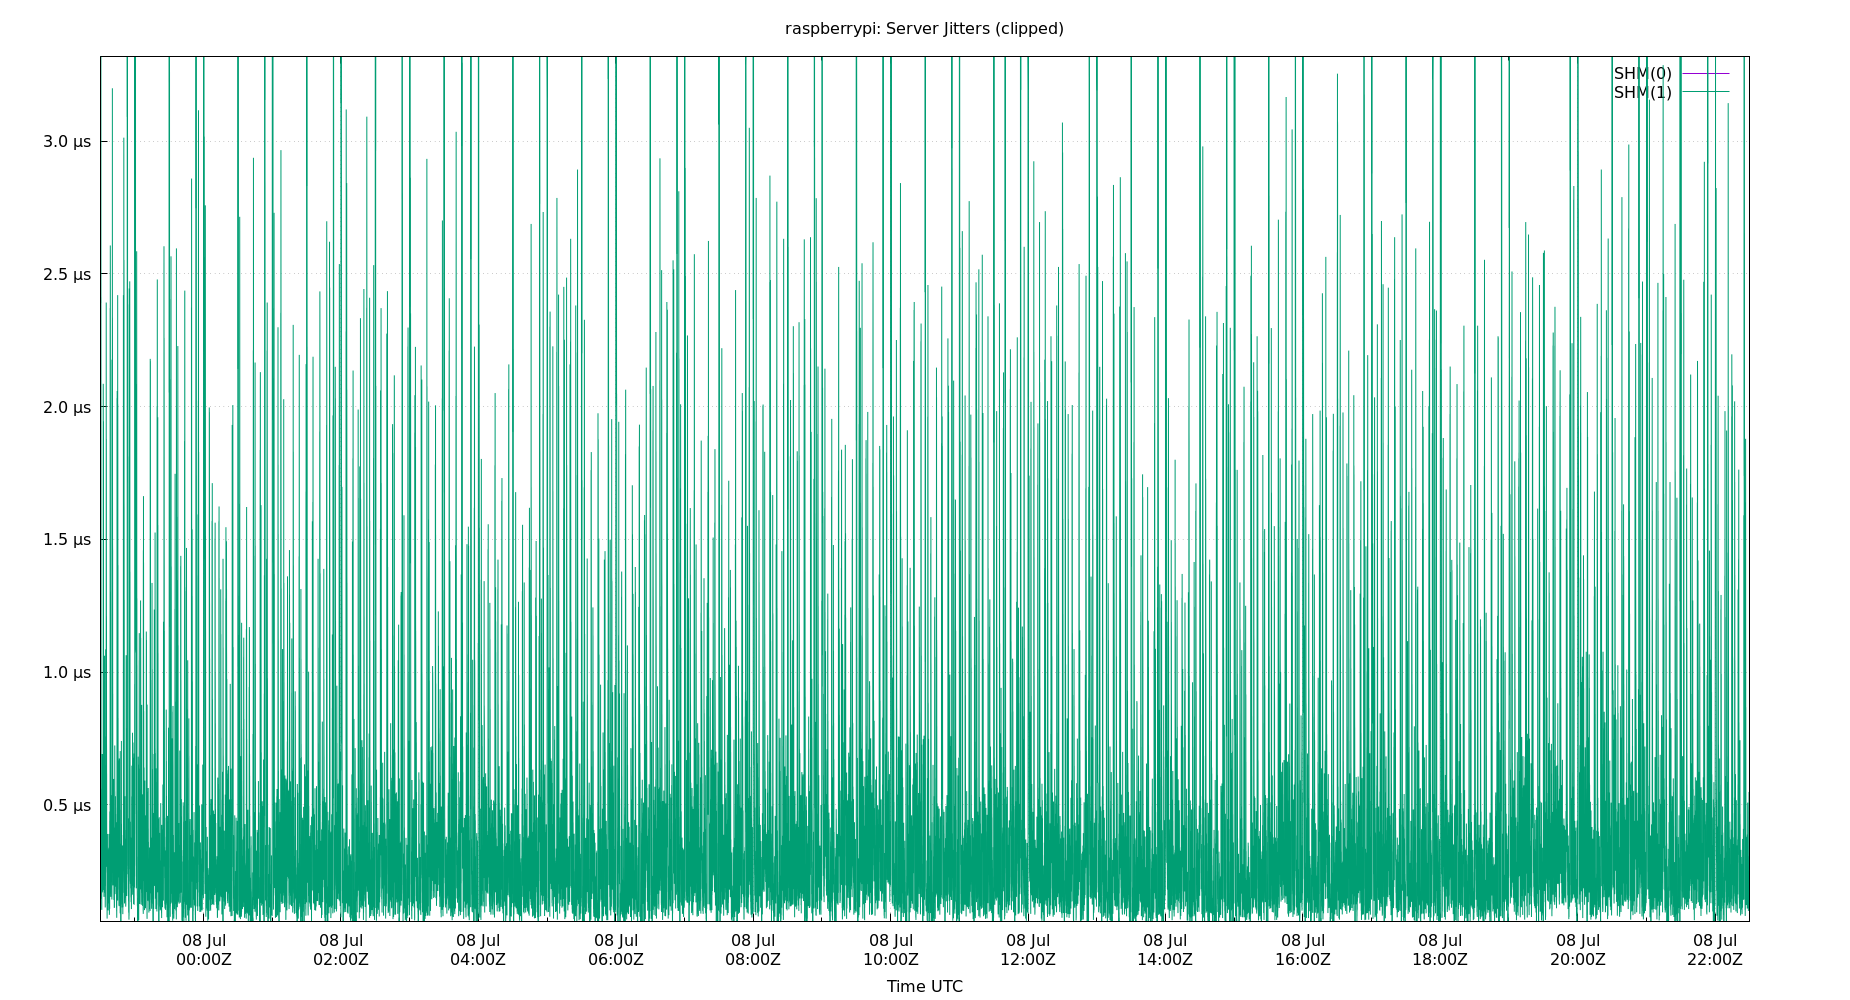 raspberrypi: Server Jitters (clipped)
SHM(0)
SHM(1)
3.0 µs
2.5 µs
2.0 µs
1.5 µs
1.0 µs
0.5 µs
08 Jul 08 Jul 08 Jul 08 Jul 08 Jul 08 Jul 08 Jul 08 Jul 08 Jul 08 Jul 08 Jul 08 Jul
00:00Z 02:00Z 04:00Z 06:00Z 08:00Z 10:00Z 12:00Z 14:00Z 16:00Z 18:00Z 20:00Z 22:00Z
Time UTC